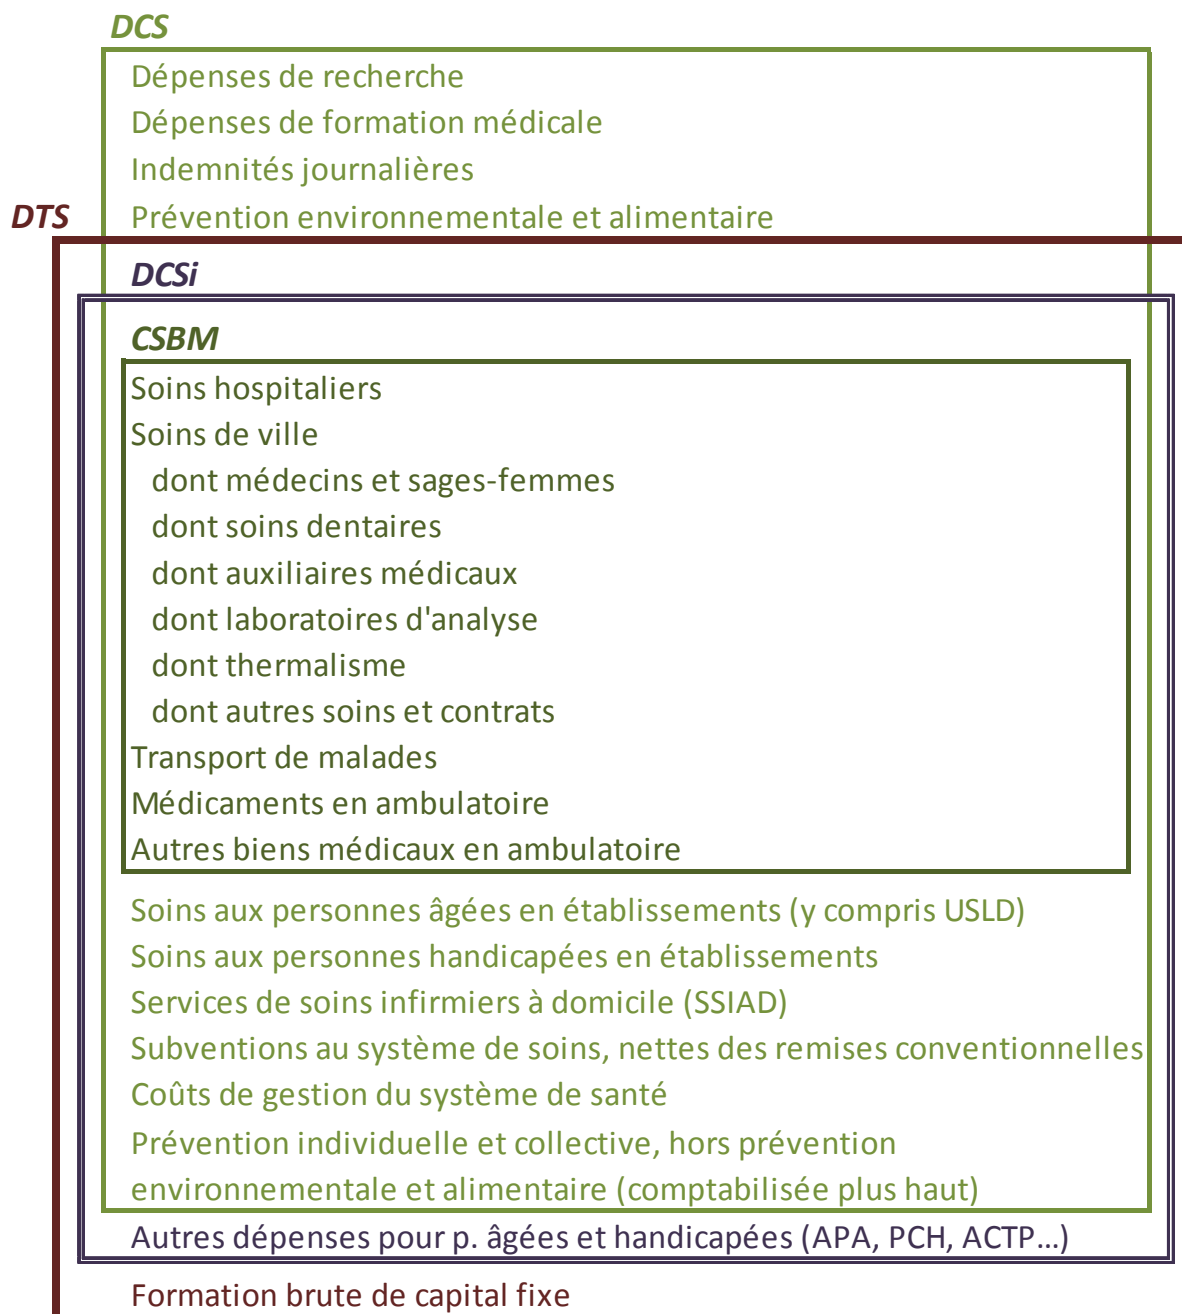 DCS
Dépenses de recherche
Dépenses de formation médicale
Indemnités journalières
DTS Prévention environnementale et alimentaire
DCSi
CSBM
Soins hospitaliers
Soins de ville
dont médecins et sages-femmes
dont soins dentaires
dont auxiliaires médicaux
dont laboratoires d'analyse
dont thermalisme
dont autres soins et contrats
Transport de malades
Médicaments en ambulatoire
Autres biens médicaux en ambulatoire
Soins aux personnes âgées en établissements (y compris USLD)
Soins aux personnes handicapées en établissements
Services de soins infirmiers à domicile (SSIAD)
Subventions au système de soins, nettes des remises conventionnelles
Coûts de gestion du système de santé
Prévention individuelle et collective, hors prévention
environnementale et alimentaire (comptabilisée plus haut)
Autres dépenses pour p. âgées et handicapées (APA, PCH, ACTP…)
Formation brute de capital fixe